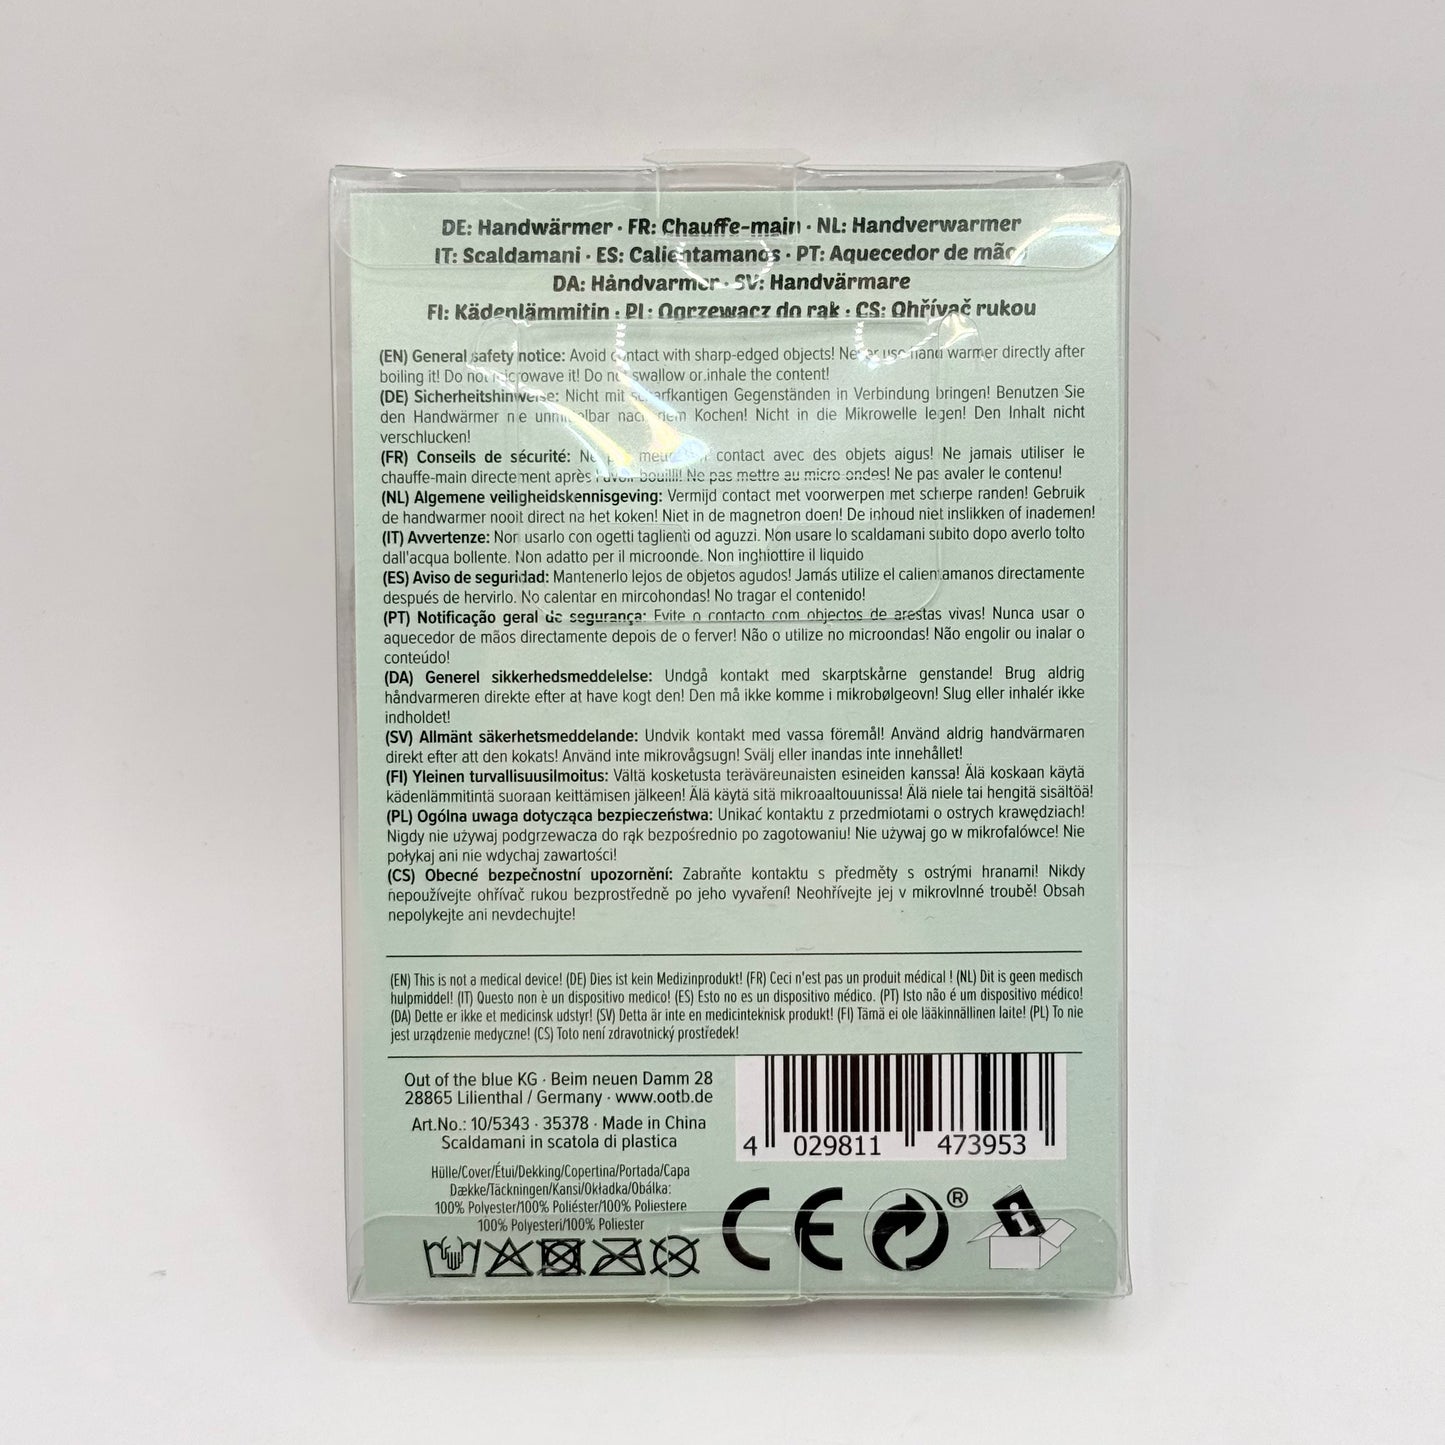 DE: Handwärmer · FR: Chauffe-main · NL: Handverwarmer
IT: Scaldamani · ES: Calientamanos · PT: Aquecedor de
DA: Håndvarmer · SV: Handvärmare
FI: Kädenlämmitin · PL: Ogrzewacz do rąk · CS: Ohřívač rukou
(EN) General safety notice: Avoid contact with sharp-edged objects! Never use hand warmer directly after
boiling it! Do not microwave it! Do not swallow or inhale the content!
(DE) Sicherheitshinweise: Nicht mit scharfkantigen Gegenständen in Verbindung bringen! Benutzen Sie
den Handwärmer nie unmittelbar nach dem Kochen! Nicht in die Mikrowelle legen! Den Inhalt nicht
verschlucken!
(FR) Conseils de sécurité: Ne contact avec des objets aigus! Ne jamais utiliser le
chauffe-main directement après l'avoir bouilli! Ne pas mettre au micro ondes! Ne pas avaler le contenu!
(NL) Algemene veiligheidskennisgeving: Vermijd contact met voorwerpen met scherpe randen! Gebruik
de handwarmer nooit direct na het koken! Niet in de magnetron doen! De inhoud niet inslikken of inademen!
(IT) Avvertenze: Non usarlo con ogetti taglienti od aguzzi. Non usare lo scaldamani subito dopo averlo tolto
dall'acqua bollente. Non adatto per il microonde. Non inghiottire il liquido
(ES) Aviso de seguridad: Mantenerlo lejos de objetos agudos! Jamás utilize el calientamanos directamente
después de hervirlo. No calentar en mircohondas! No tragar el contenido!
(PT) Notificação geral de segurança: Evite o contacto com objectos de arestas vivas! Nunca usar o
aquecedor de mãos directamente depois de o ferver! Não o utilize no microondas! Não engolir ou inalar o
conteúdo!
(DA) Generel sikkerhedsmeddelelse: Undgå kontakt med skarptskårne genstande! Brug aldrig
håndvarmeren direkte efter at have kogt den! Den må ikke komme i mikrobølgeovn! Slug eller inhalér ikke
indholdet!
(SV) Allmänt säkerhetsmeddelande: Undvik kontakt med vassa föremål! Använd aldrig handvärmaren
direkt efter att den kokats! Använd inte mikrovågsugn! Svälj eller inandas inte innehållet!
(FI) Yleinen turvallisuusilmoitus: Vältä kosketusta teräväreunaisten esineiden kanssa! Älä koskaan käytä
kädenlämmitintä suoraan keittämisen jälkeen! Älä käytä sitä mikroaaltouunissa! Älä niele tai hengitä sisältöä!
(PL) Ogólna uwaga dotycząca bezpieczeństwa: Unikać kontaktu z przedmiotami o ostrych krawędziach!
Nigdy nie używaj podgrzewacza do rąk bezpośrednio po zagotowaniu! Nie używaj go w mikrofalówce! Nie
połykaj ani nie wdychaj zawartości!
(CS) Obecné bezpečnostní upozornění: Zabraňte kontaktu s předměty s ostrými hranami! Nikdy
nepoužívejte ohřívač rukou bezprostředně po jeho vyvaření! Neohřívejte jej v mikrovlnné troubě! Obsah
nepolykejte ani nevdechujte!
(EN) This is not a medical device! (DE) Dies ist kein Medizinprodukt! (FR) Ceci n'est pas un produit médical ! (NL) Dit is geen medisch
hulpmiddel! (IT) Questo non è un dispositivo medico! (ES) Esto no es un dispositivo médico. (PT) Isto não é um dispositivo médico!
(DA) Dette er ikke et medicinsk udstyr! (SV) Detta är inte en medicinteknisk produkt! (FI) Tämä ei ole lääkinnällinen laite! (PL) To nie
jest urządzenie medyczne! (CS) Toto není zdravotnický prostředek!
Out of the blue KG · Beim neuen Damm 28
28865 Lilienthal / Germany · www.ootb.de
Art.No.: 10/5343 · 35378 · Made in China
Scaldamani in scatola di plastica
4 029811 473953
Hülle/Cover/Étui/Dekking/Copertina/Portada/Capa
Dække/Täckningen/Kansi/Okładka/Obálka:
100% Polyester/100% Poliéster/100% Poliestere
100% Polyesteri/100% Poliester
CE ® i